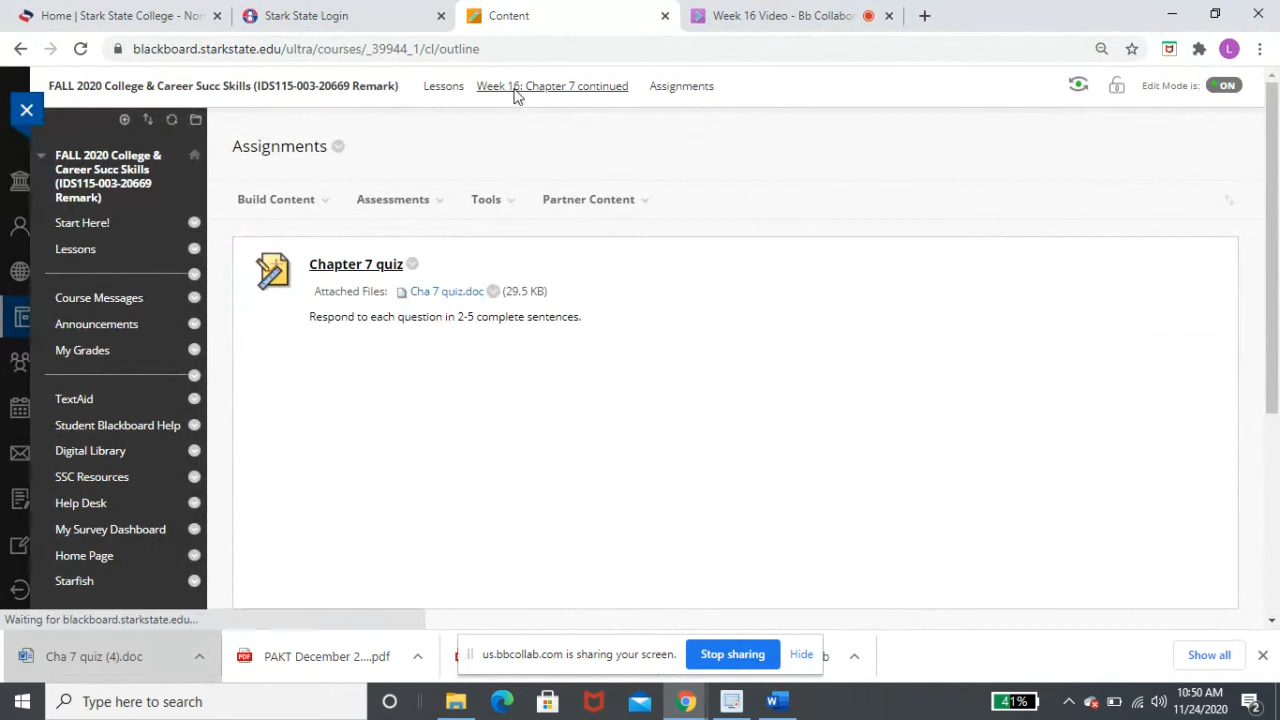 Home | Stark State College - Nor
Stark State Login
Content
Week 16 Video - Bb Collabo
blackboard.starkstate.edu/ultra/courses/_39944_1/cl/outline
L
FALL 2020 College & Career Succ Skills (IDS115-003-20669 Remark)
Lessons
Week 16: Chapter 7 continued
Assignments
Edit Mode is:
ON
FALL 2020 College &
Career Succ Skills
(IDS115-003-20669
Remark)
Start Here!
Lessons
Course Messages
Announcements
My Grades
TextAid
Student Blackboard Help
Digital Library
SSC Resources
Help Desk
My Survey Dashboard
Home Page
Starfish
Assignments
Build Content
Assessments
Tools
Partner Content
Chapter 7 quiz
Attached Files:
Cha 7 quiz.doc
(29.5 KB)
Respond to each question in 2-5 complete sentences.
Waiting for blackboard.starkstate.edu...
Cha 7 quiz (4).doc
PAKT December 2....pdf
us.bbcollab.com is sharing your screen.
Stop sharing
Hide
b
Show all
Type here to search
41%
10:50 AM
11/24/2020
2